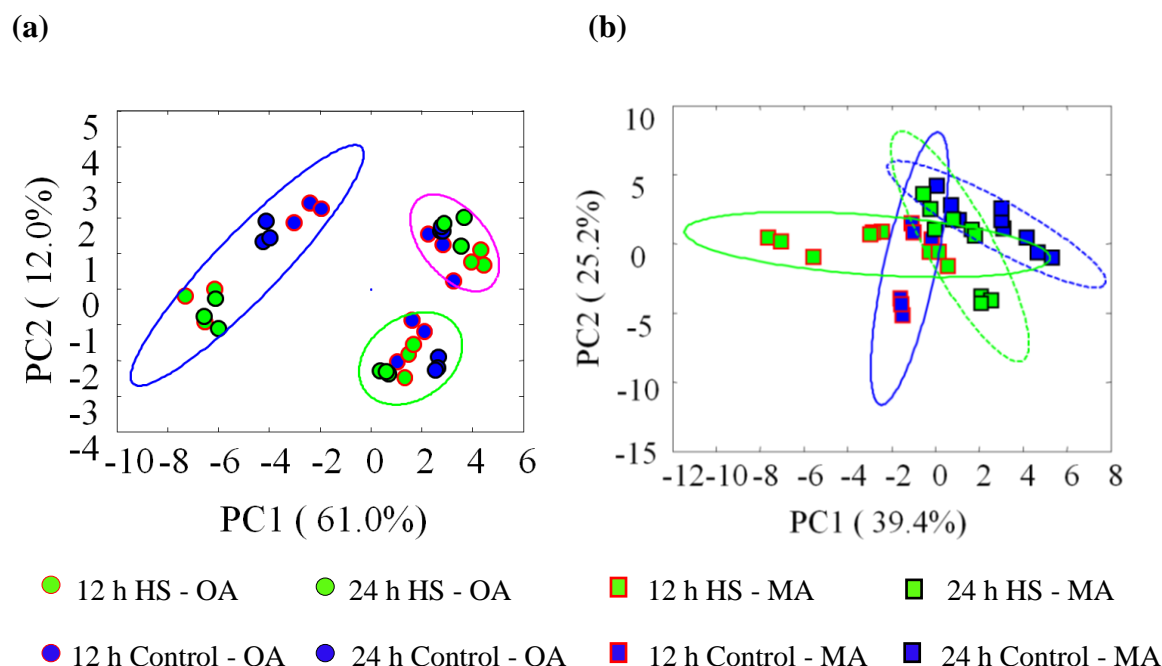 (a)
(b)
5
4
3
2
1
0
-1
-2
-3
-4
PC2 ( 12.0%)
-10 -8 -6 -4 -2 0 2 4 6
PC1 ( 61.0%)
10
5
0
-5
-10
-15
PC2 ( 25.2%)
-12 -10 -8 -6 -4 -2 0 2 4 6 8
PC1 ( 39.4%)
12 h HS - OA
24 h HS - OA
12 h HS - MA
24 h HS - MA
12 h Control - OA
24 h Control - OA
12 h Control - MA
24 h Control - MA